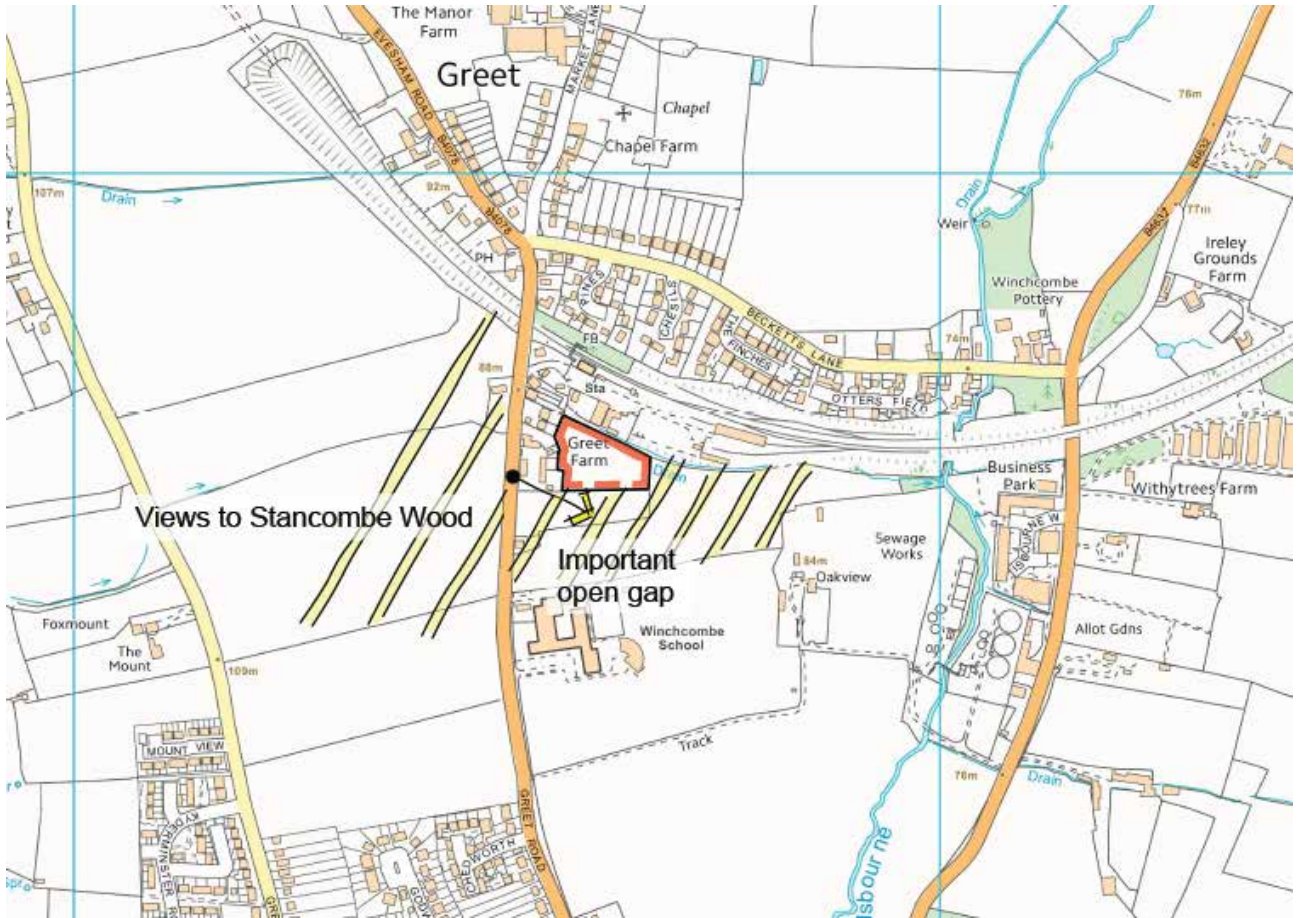 The Manor
Farm
MARKET LANE
EVESHAM ROAD
B4078
Greet
Chapel
Chapel Farm
76m
B4632
107m
Drain
92m
B4078
Drain
Weir
B4632
77m
Ireley
Grounds
Farm
PH
PINES
CHESTILS
Winchcombe
Pottery
BECKETTS LANE
THE
FINCHES
74m
FB
88m
Sta
OTTERS FIELD
Greet
Farm
Drain
Business
Park
Withytrees Farm
Views to Stancombe Wood
Important
open gap
Sewage
Works
ISBOURNE W
84m
Oakview
Foxmount
The
Mount
Winchcombe
School
Allot Gdns
109m
Track
MOUNT VIEW
76m
Drain
GREET ROAD
KYDERMINSTER
Isbourne